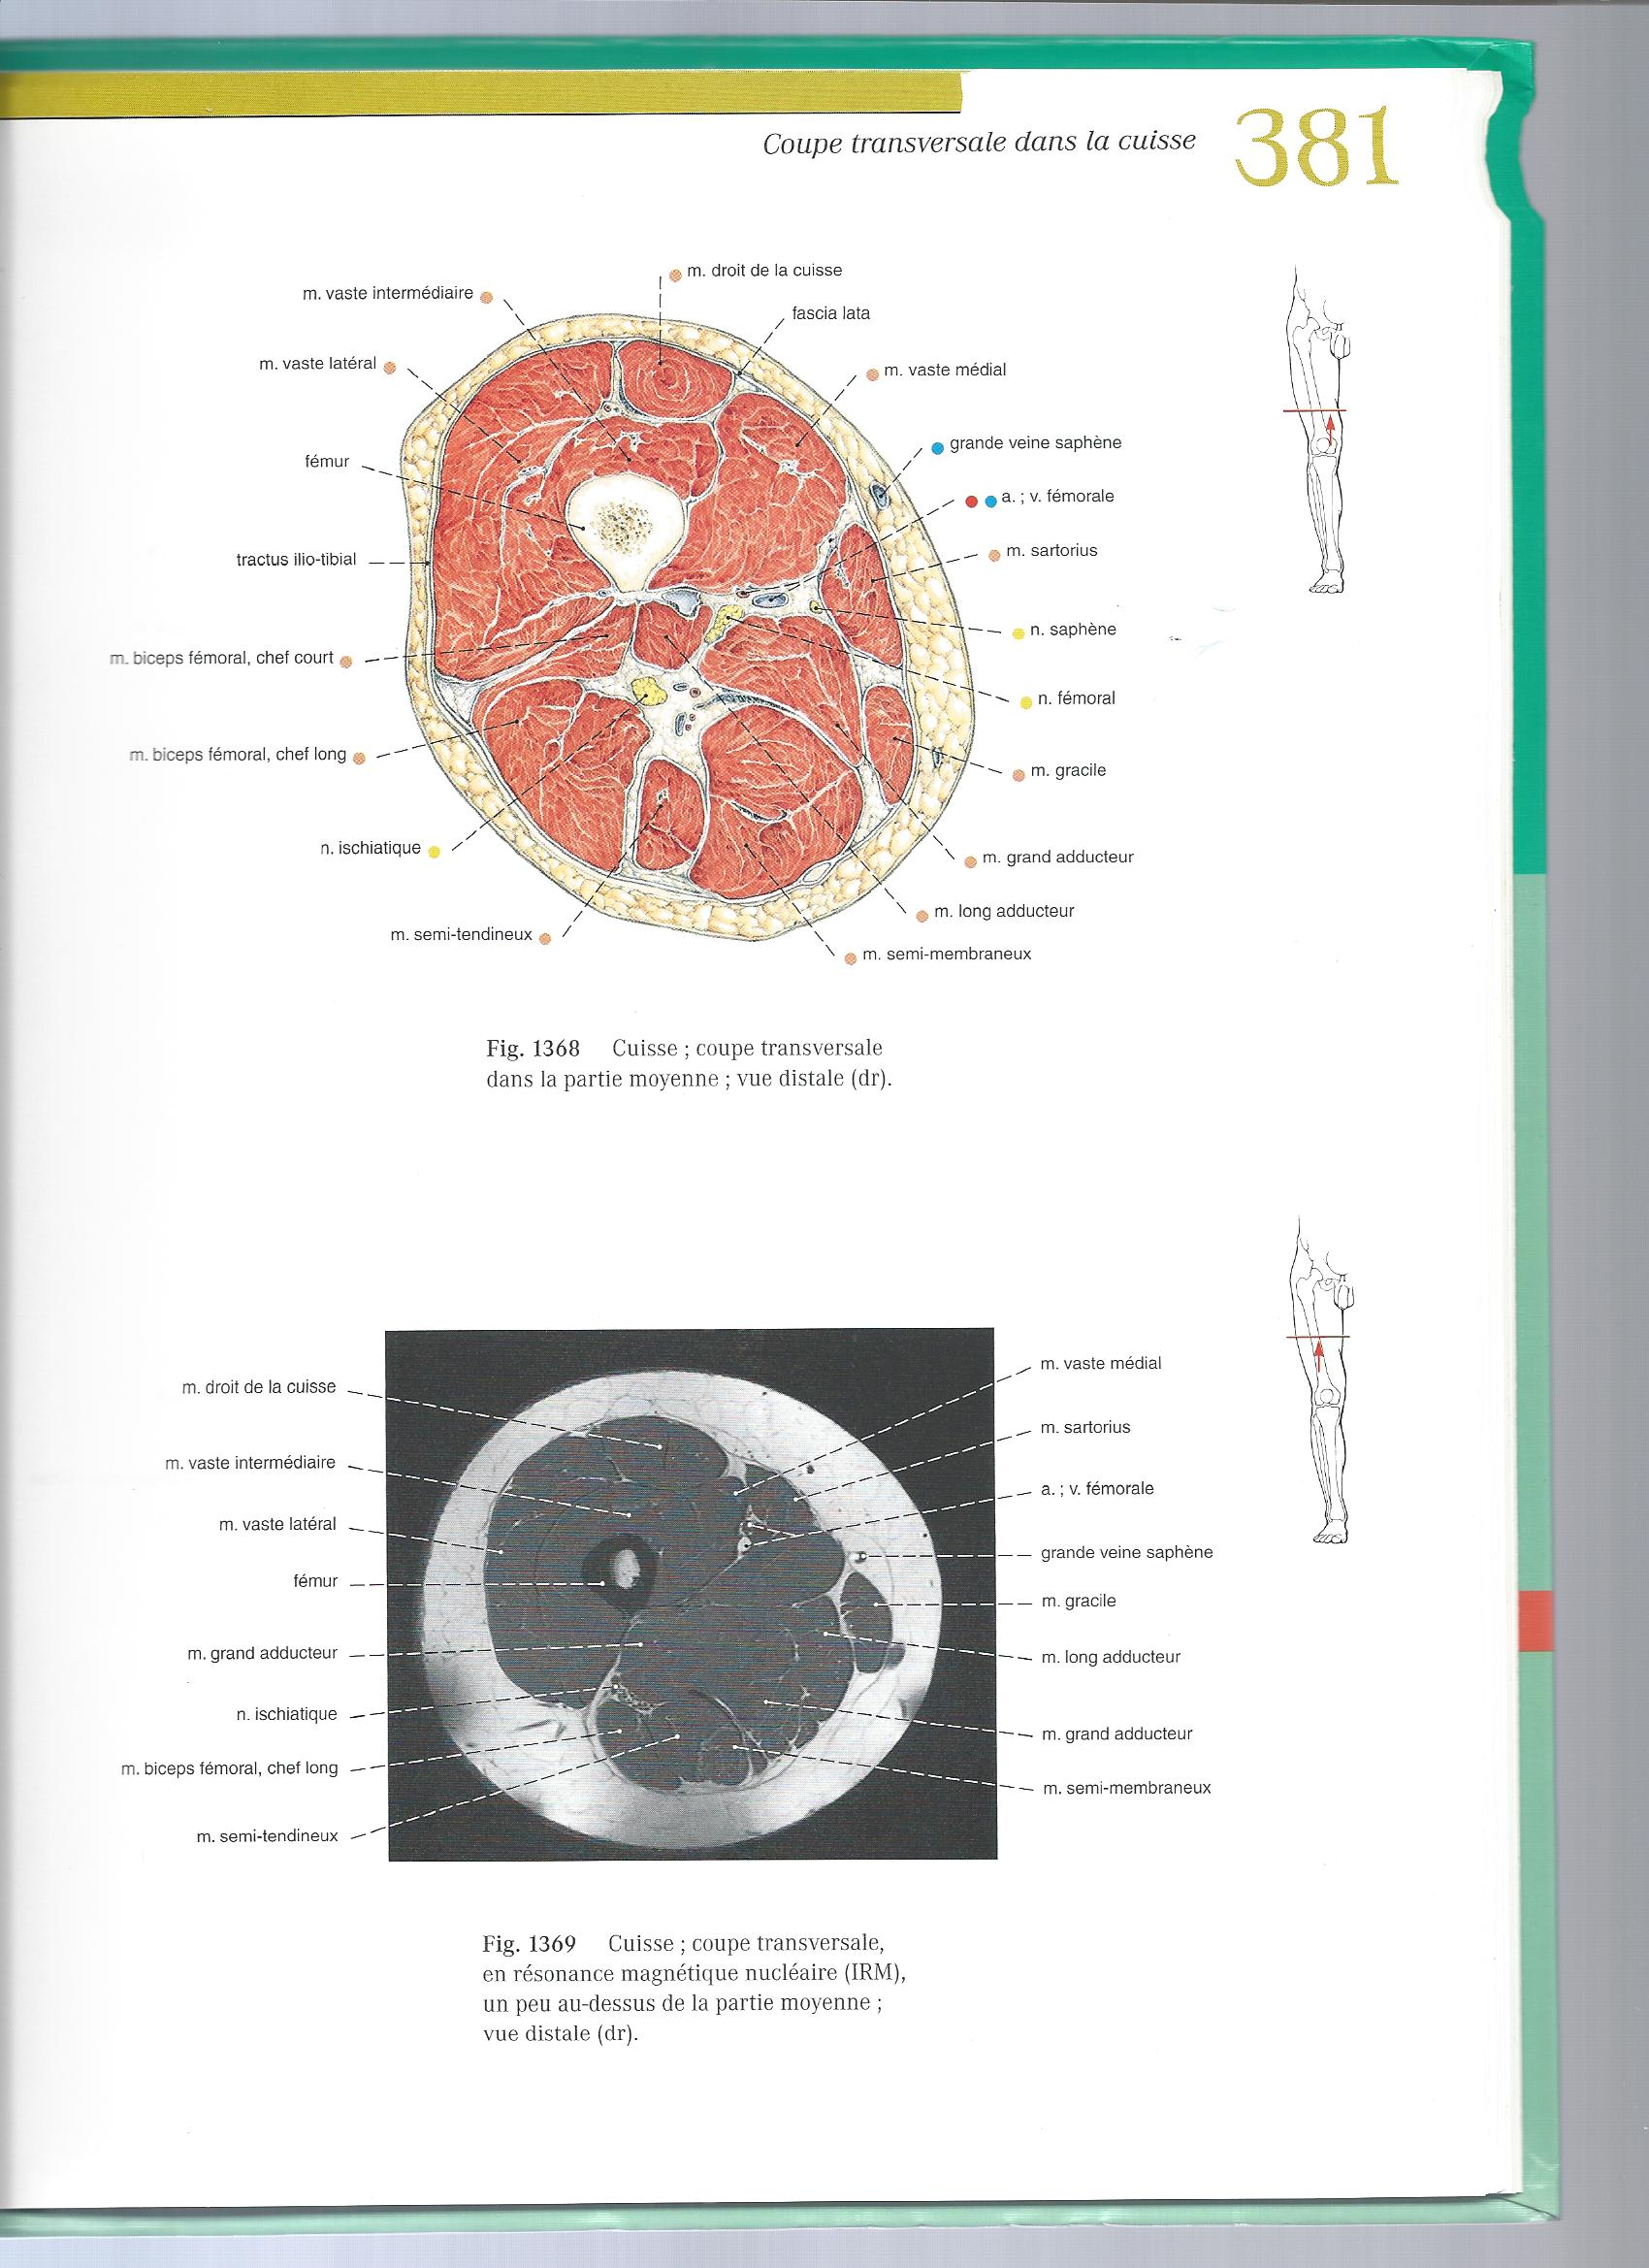 Coupe transversale dans la cuisse 381
m. droit de la cuisse
m. vaste intermédiaire
fascia lata
m. vaste latéral
m. vaste médial
grande veine saphène
fémur
a. ; v. fémorale
m. sartorius
tractus ilio-tibial
n. saphène
m. biceps fémoral, chef court
n. fémoral
m. biceps fémoral, chef long
m. gracile
n. ischiatique
m. grand adducteur
m. long adducteur
m. semi-tendineux
m. semi-membraneux
Fig. 1368 Cuisse ; coupe transversale
dans la partie moyenne ; vue distale (dr).
m. vaste médial
m. droit de la cuisse
m. sartorius
m. vaste intermédiaire
a. ; v. fémorale
m. vaste latéral
grande veine saphène
fémur
m. gracile
m. grand adducteur
m. long adducteur
n. ischiatique
m. grand adducteur
m. biceps fémoral, chef long
m. semi-membraneux
m. semi-tendineux
Fig. 1369 Cuisse ; coupe transversale,
en résonance magnétique nucléaire (IRM),
un peu au-dessus de la partie moyenne ;
vue distale (dr).